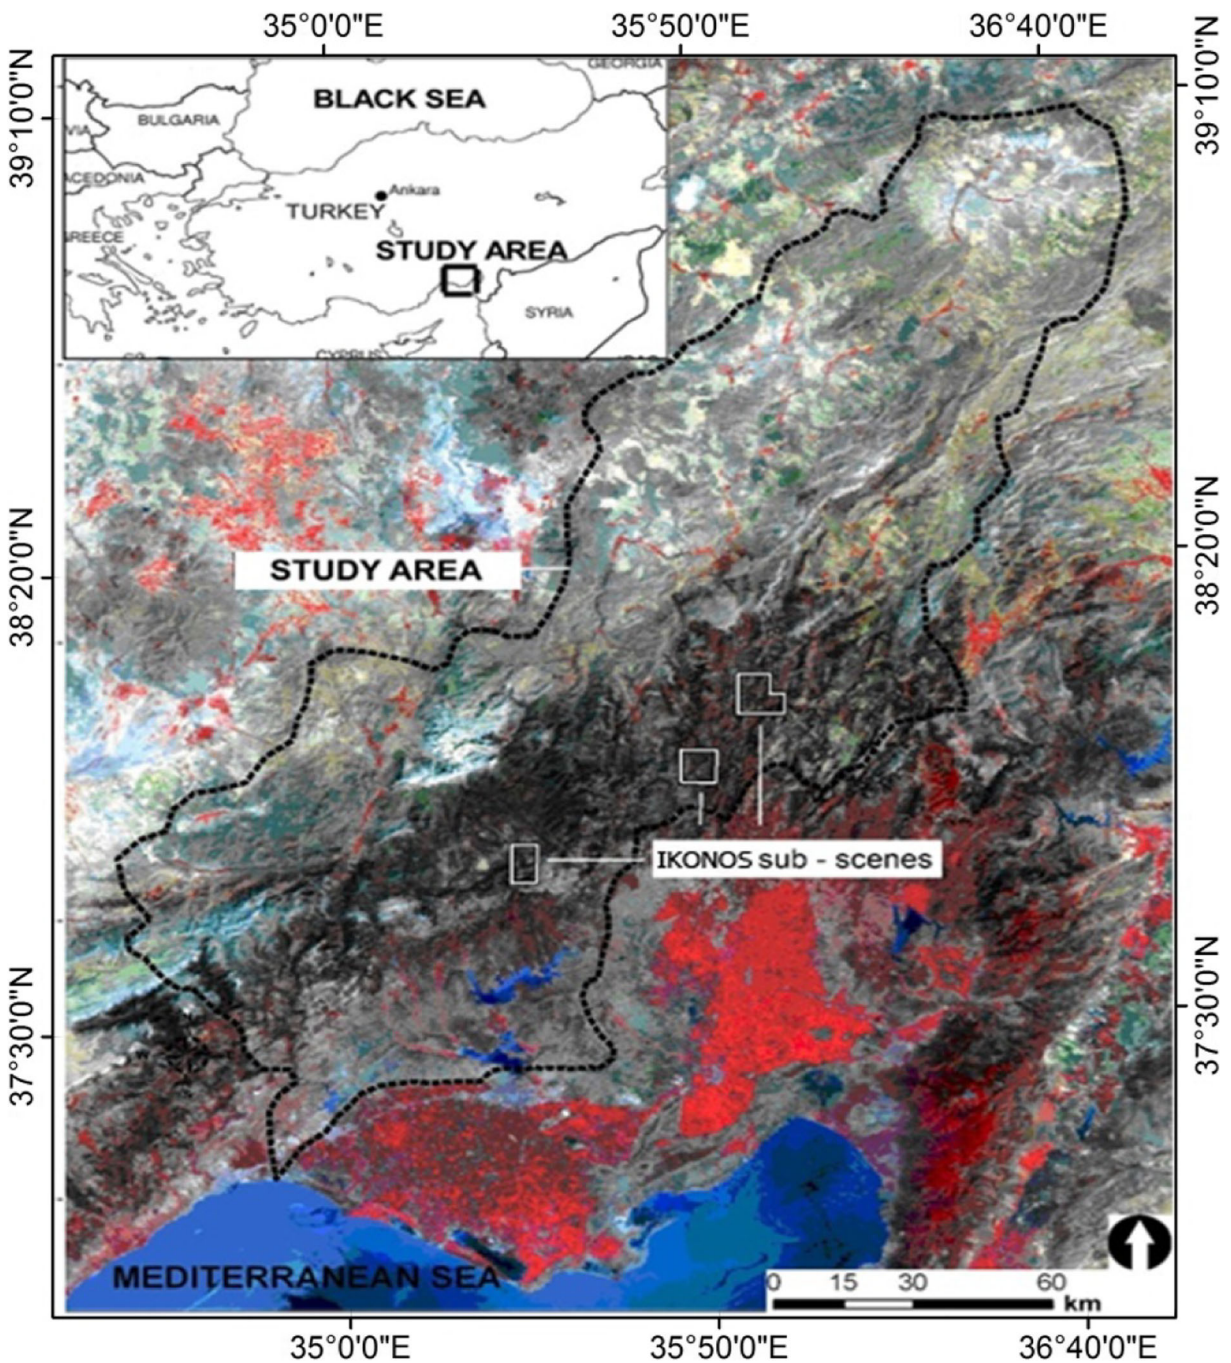 35°0'0"E 35°50'0"E 36°40'0"E
39°10'0"N
39°10'0"N
GEORGIA
BLACK SEA
BULGARIA
VIA
ACEDONIA
Ankara
TURKEY
REECE
STUDY AREA
SYRIA
CYPRUS
38°20'0"N
38°20'0"N
STUDY AREA
IKONOS sub - scenes
37°30'0"N
37°30'0"N
MEDITERRANEAN SEA
0 15 30 60
km
35°0'0"E 35°50'0"E 36°40'0"E